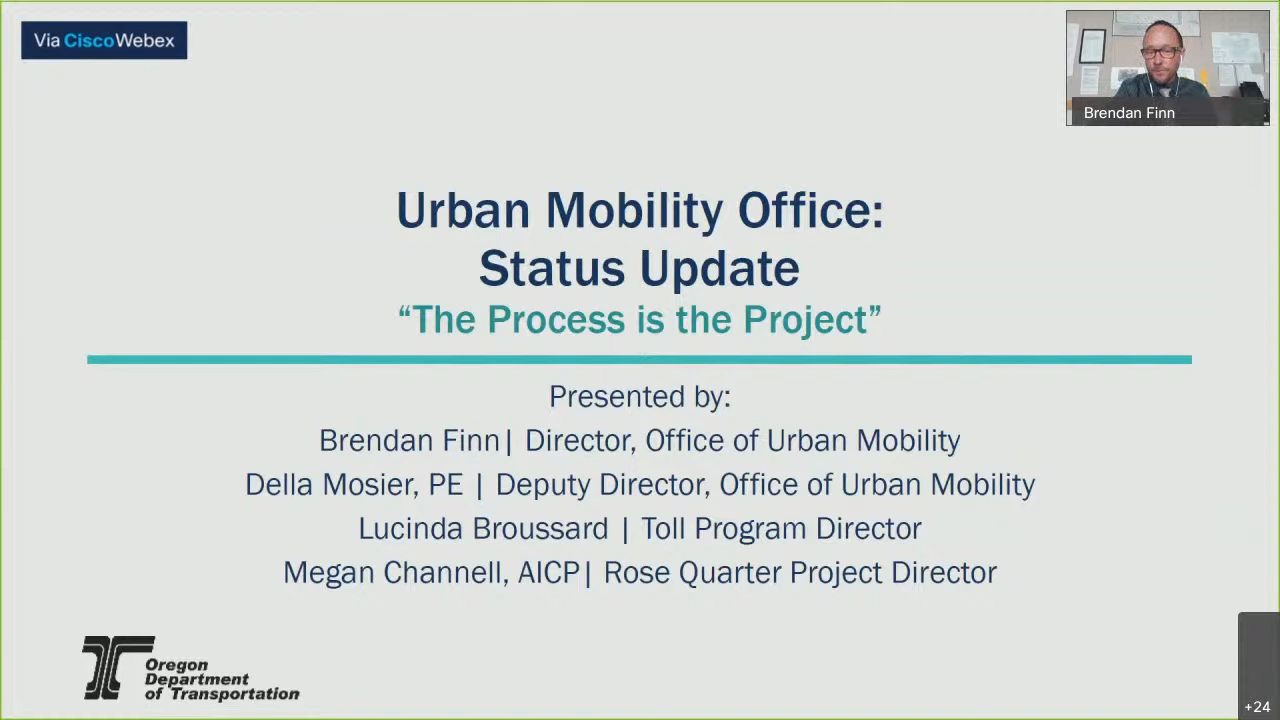 Via Cisco Webex
Brendan Finn
Urban Mobility Office:
Status Update
“The Process is the Project”
Presented by:
Brendan Finn| Director, Office of Urban Mobility
Della Mosier, PE | Deputy Director, Office of Urban Mobility
Lucinda Broussard | Toll Program Director
Megan Channell, AICP| Rose Quarter Project Director
Oregon
Department
of Transportation
+24